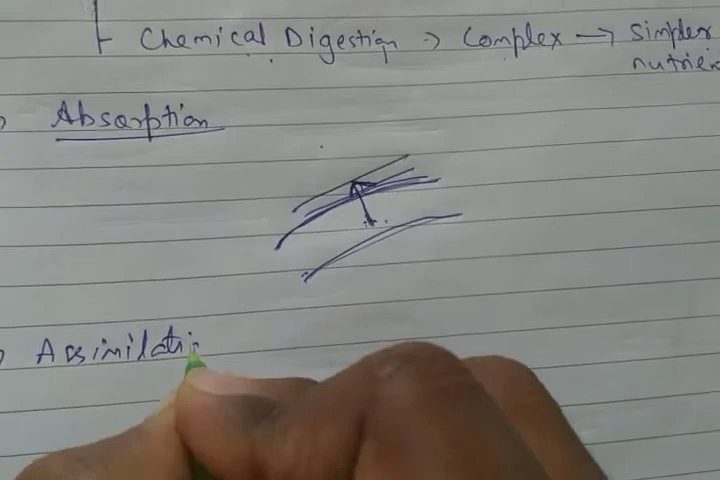 Chemical Digestion → Complex → Simpler
nutrien
Absorption
Assimilati